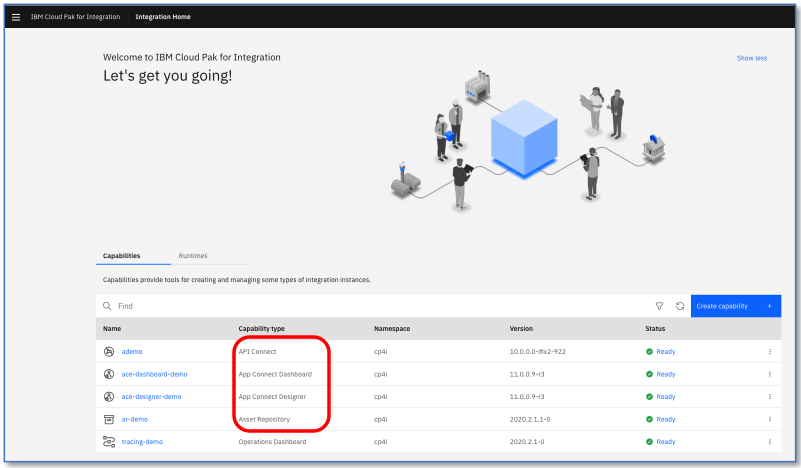 IBM Cloud Pak for Integration Integration Home
Welcome to IBM Cloud Pak for Integration
Show less
Let's get you going!
Capabilities Runtimes
Capabilities provide tools for creating and managing some types of integration instances.
Find Create capability +
Name Capability type Namespace Version Status
ademo API Connect cp4i 10.0.0.0-ifix2-922 Ready
ace-dashboard-demo App Connect Dashboard cp4i 11.0.0.9-r3 Ready
ace-designer-demo App Connect Designer cp4i 11.0.0.9-r3 Ready
ar-demo Asset Repository cp4i 2020.2.1.1-0 Ready
tracing-demo Operations Dashboard cp4i 2020.2.1-0 Ready